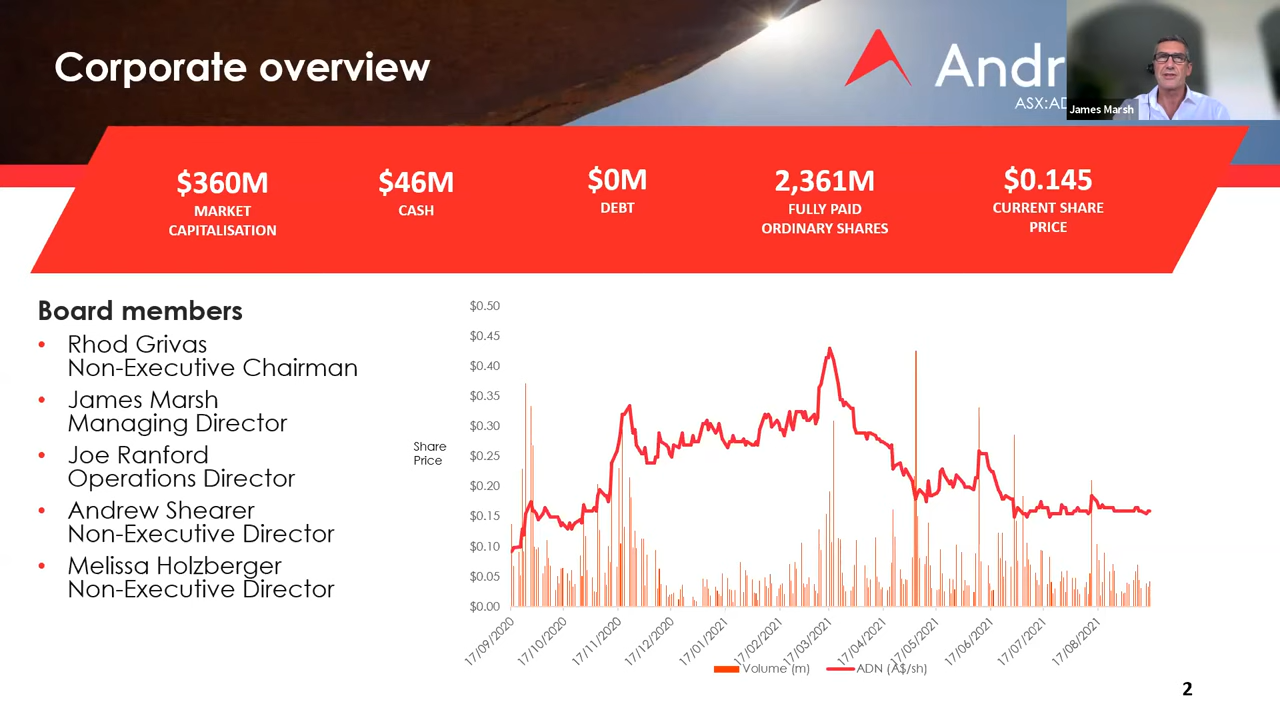 Corporate overview
Andr
ASX:AD
James Marsh
$360M
MARKET
CAPITALISATION
$46M
CASH
$0M
DEBT
2,361M
FULLY PAID
ORDINARY SHARES
$0.145
CURRENT SHARE
PRICE
Board members
• Rhod Grivas
Non-Executive Chairman
• James Marsh
Managing Director
• Joe Ranford
Operations Director
• Andrew Shearer
Non-Executive Director
• Melissa Holzberger
Non-Executive Director
Share
Price
$0.50
$0.45
$0.40
$0.35
$0.30
$0.25
$0.20
$0.15
$0.10
$0.05
$0.00
17/09/2020
17/10/2020
17/11/2020
17/12/2020
17/01/2021
17/02/2021
17/03/2021
17/04/2021
17/05/2021
17/06/2021
17/07/2021
17/08/2021
Volume (m)
ADN (A$/sh)
2